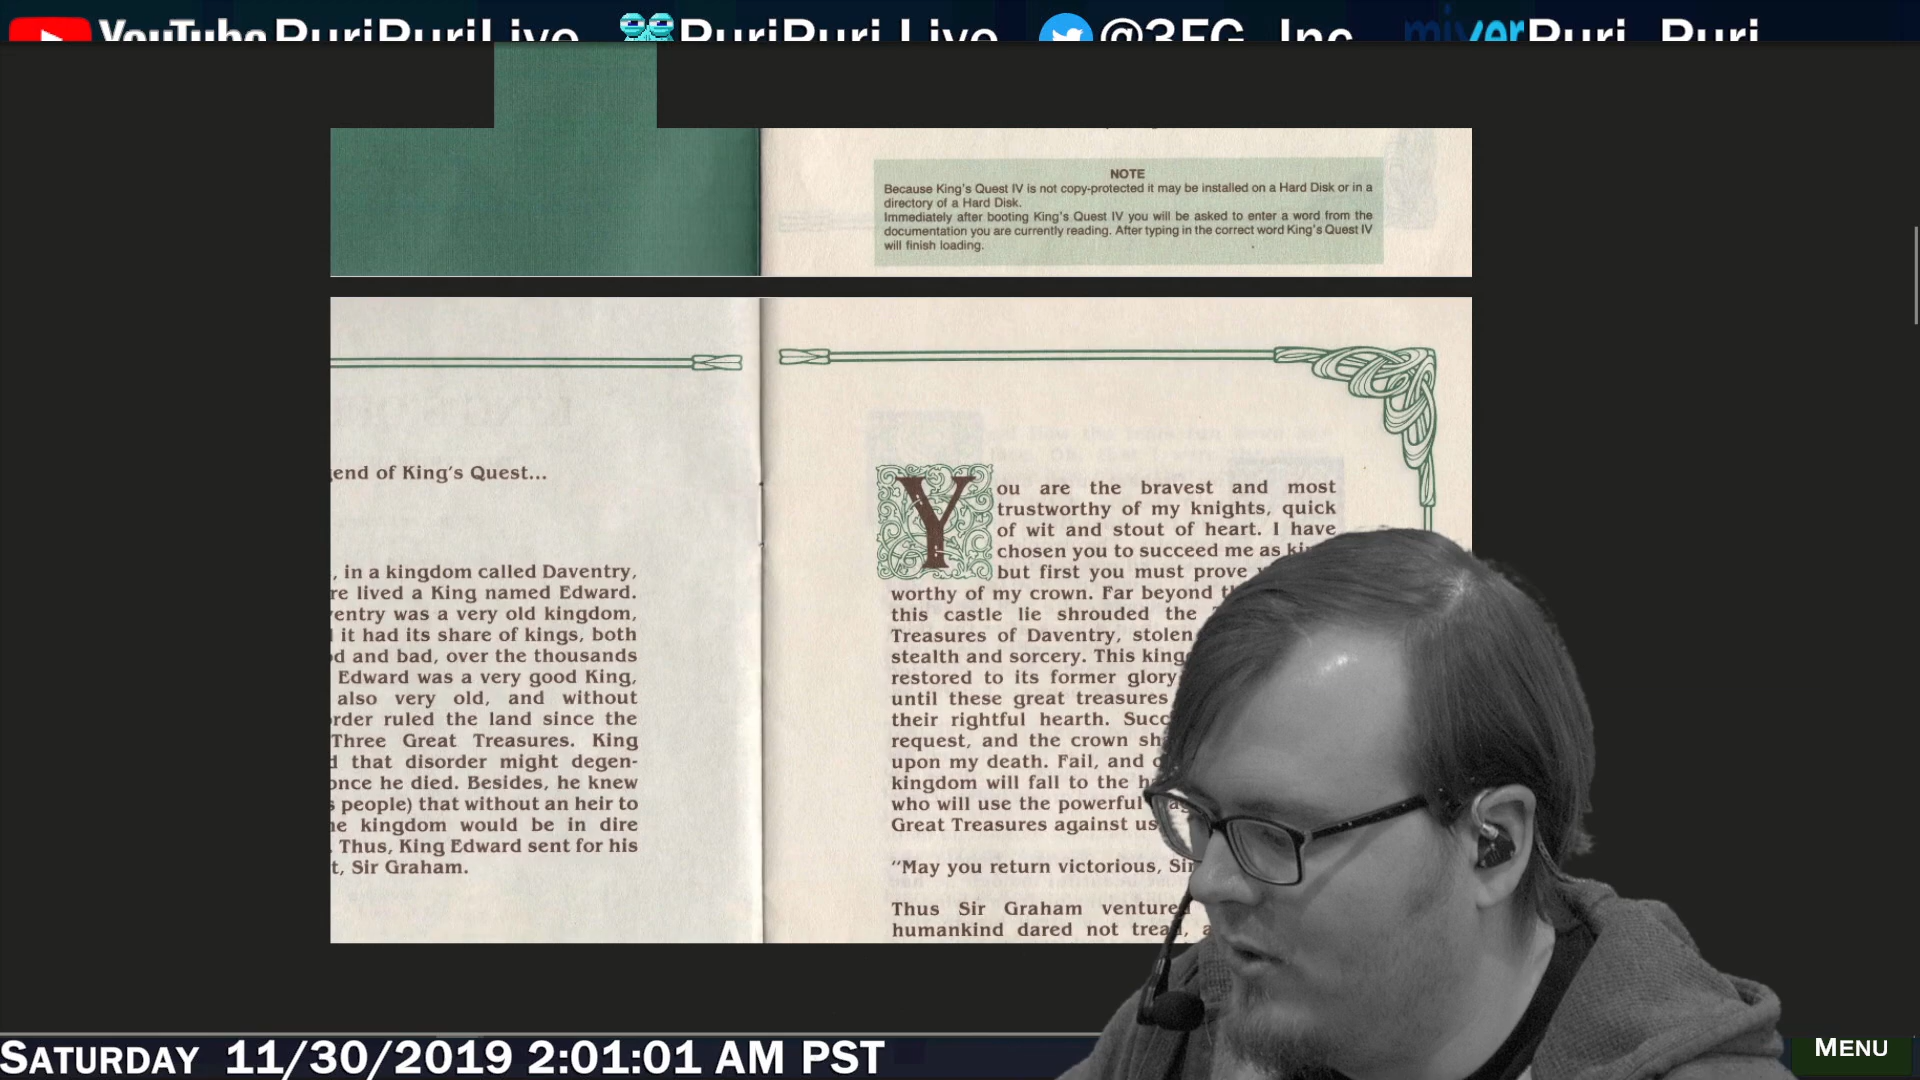 YouTube PuriPuriLive PuriPuri Live @3FG_Inc mixer Puri_Puri
NOTE
Because King's Quest IV is not copy-protected it may be installed on a Hard Disk or in a
directory of a Hard Disk.
Immediately after booting King's Quest IV you will be asked to enter a word from the
documentation you are currently reading. After typing in the correct word King's Quest IV
will finish loading.
end of King's Quest...
, in a kingdom called Daventry,
re lived a King named Edward.
entry was a very old kingdom,
it had its share of kings, both
d and bad, over the thousands
Edward was a very good King,
also very old, and without
rder ruled the land since the
Three Great Treasures. King
d that disorder might degen-
once he died. Besides, he knew
s people) that without an heir to
he kingdom would be in dire
. Thus, King Edward sent for his
t, Sir Graham.
You are the bravest and most
trustworthy of my knights, quick
of wit and stout of heart. I have
chosen you to succeed me as
but first you must prove
worthy of my crown. Far beyond
this castle lie shrouded the
Treasures of Daventry, stolen
stealth and sorcery. This
restored to its former glory
until these great treasures
their rightful hearth.
request, and the crown
upon my death. Fail, and
kingdom will fall to the
who will use the powerful
Great Treasures against us
"May you return victorious, Sir
Thus Sir Graham ventured
humankind dared not tread,
SATURDAY 11/30/2019 2:01:01 AM PST
MENU